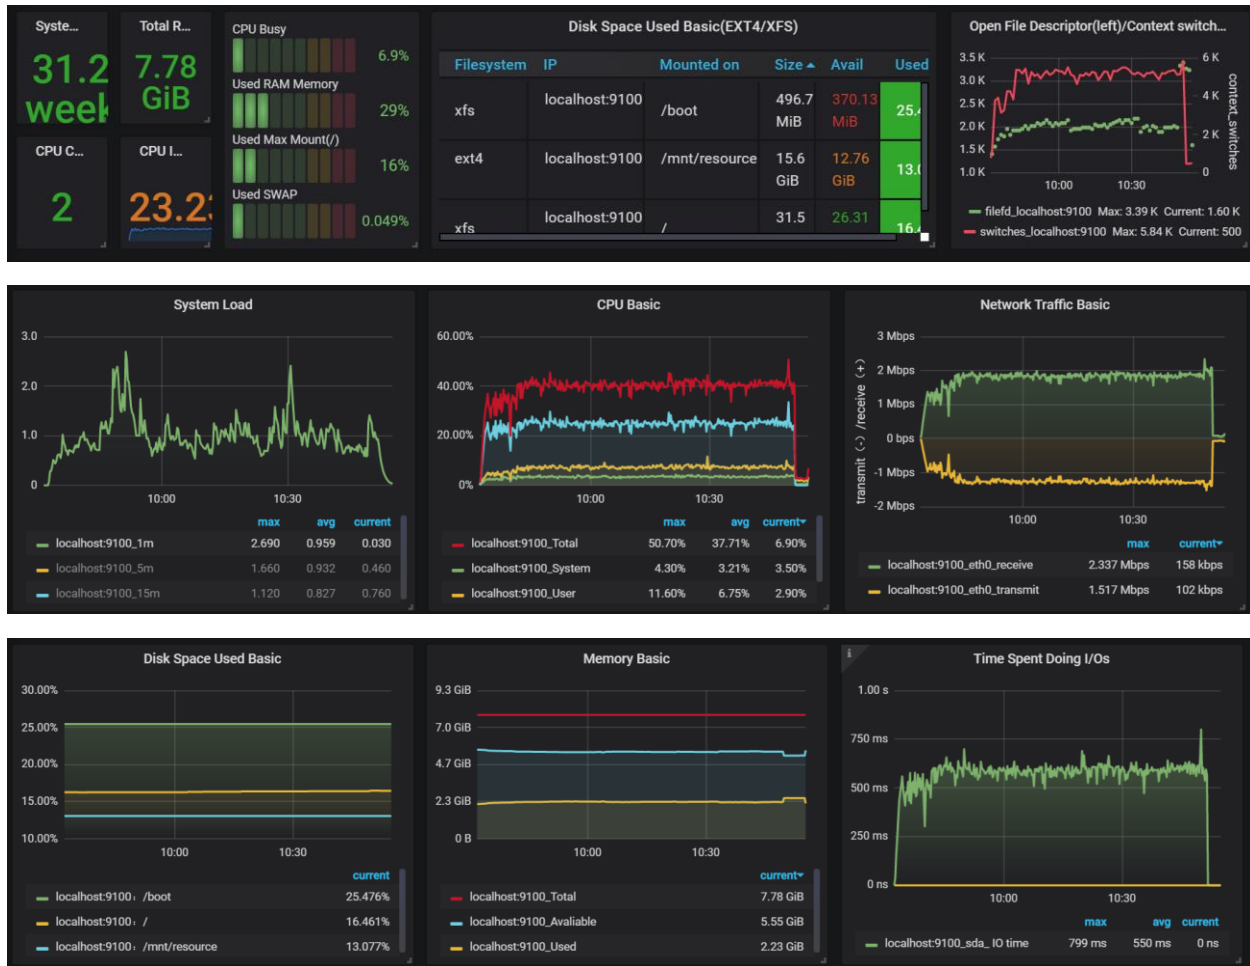 Syste...
31.2
week
Total R...
7.78
GiB
CPU C...
2
CPU I...
23.2
CPU Busy
6.9%
Used RAM Memory
29%
Used Max Mount(/)
16%
Used SWAP
0.049%
Disk Space Used Basic(EXT4/XFS)
Filesystem IP Mounted on Size Avail Used
xfs localhost:9100 /boot 496.7 MiB 370.13 MiB 25.4
ext4 localhost:9100 /mnt/resource 15.6 GiB 12.76 GiB 13.0
xfs localhost:9100 / 31.5 26.31 16.4
Open File Descriptor(left)/Context switch...
3.5 K
3.0 K
2.5 K
2.0 K
1.5 K
1.0 K
6 K
4 K
2 K
0
context_switches
10:00 10:30
filefd_localhost:9100 Max: 3.39 K Current: 1.60 K
switches_localhost:9100 Max: 5.84 K Current: 500
System Load
3.0
2.0
1.0
0
10:00 10:30
max avg current
localhost:9100_1m 2.690 0.959 0.030
localhost:9100_5m 1.660 0.932 0.460
localhost:9100_15m 1.120 0.827 0.760
CPU Basic
60.00%
40.00%
20.00%
0%
10:00 10:30
max avg current
localhost:9100_Total 50.70% 37.71% 6.90%
localhost:9100_System 4.30% 3.21% 3.50%
localhost:9100_User 11.60% 6.75% 2.90%
Network Traffic Basic
transmit（-）/receive（+）
3 Mbps
2 Mbps
1 Mbps
0 bps
-1 Mbps
-2 Mbps
10:00 10:30
max current
localhost:9100_eth0_receive 2.337 Mbps 158 kbps
localhost:9100_eth0_transmit 1.517 Mbps 102 kbps
Disk Space Used Basic
30.00%
25.00%
20.00%
15.00%
10.00%
10:00 10:30
current
localhost:9100：/boot 25.476%
localhost:9100：/ 16.461%
localhost:9100：/mnt/resource 13.077%
Memory Basic
9.3 GiB
7.0 GiB
4.7 GiB
2.3 GiB
0 B
10:00 10:30
current
localhost:9100_Total 7.78 GiB
localhost:9100_Avaliable 5.55 GiB
localhost:9100_Used 2.23 GiB
i
Time Spent Doing I/Os
1.00 s
750 ms
500 ms
250 ms
0 ns
10:00 10:30
max avg current
localhost:9100_sda_ IO time 799 ms 550 ms 0 ns